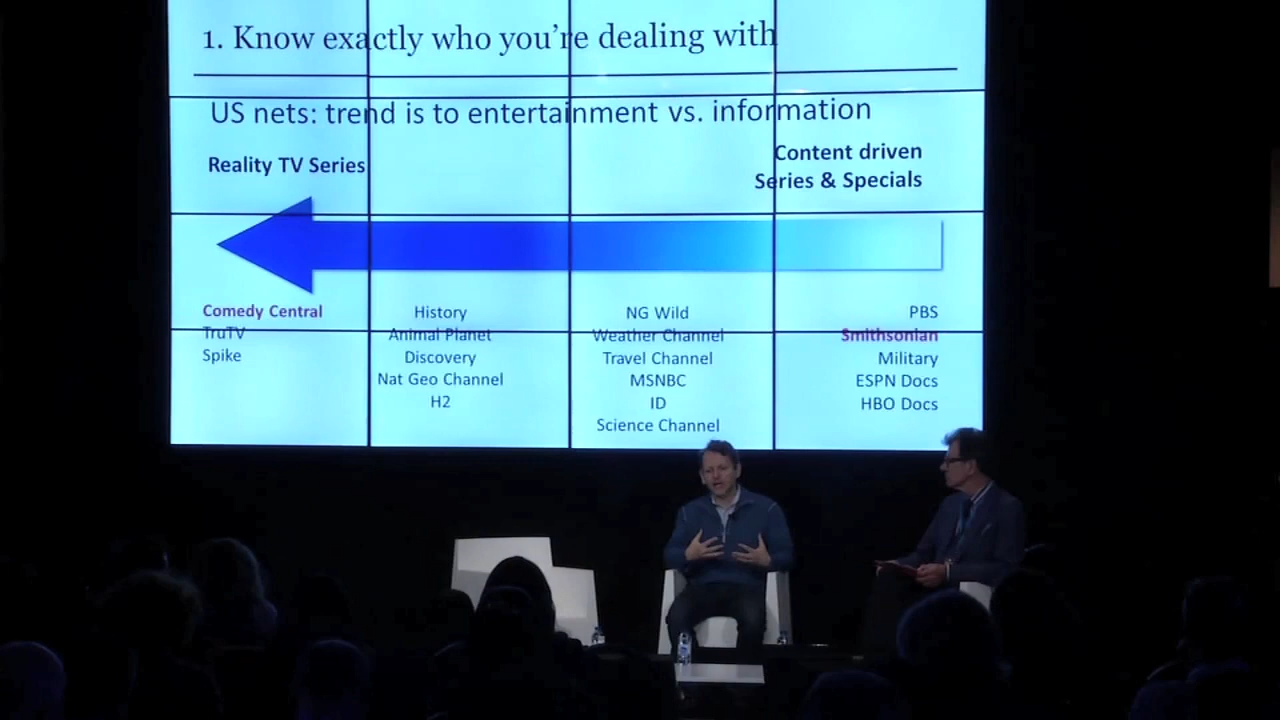 1. Know exactly who you're dealing with
US nets: trend is to entertainment vs. information
Reality TV Series
Content driven
Series & Specials
Comedy Central
TruTV
Spike
History
Animal Planet
Discovery
Nat Geo Channel
H2
NG Wild
Weather Channel
Travel Channel
MSNBC
ID
Science Channel
PBS
Smithsonian
Military
ESPN Docs
HBO Docs